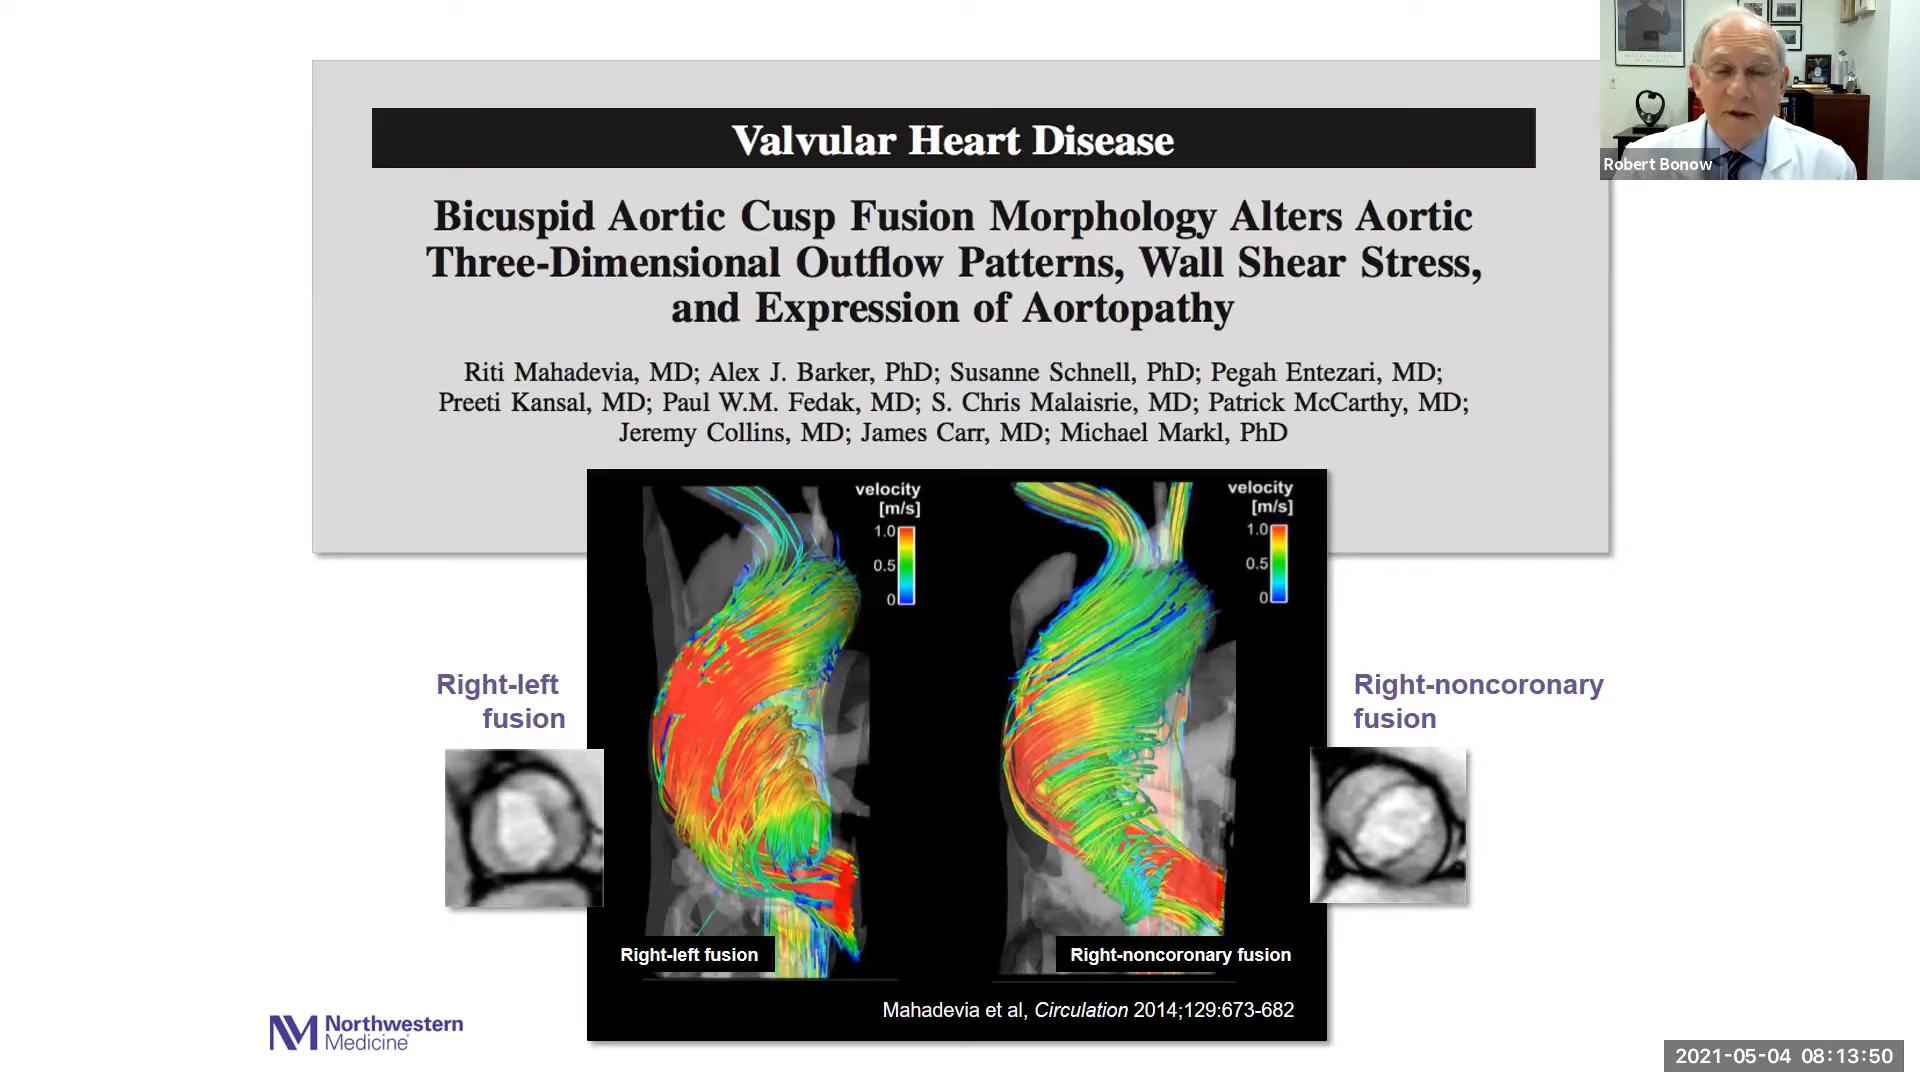 Valvular Heart Disease
Bicuspid Aortic Cusp Fusion Morphology Alters Aortic
Three-Dimensional Outflow Patterns, Wall Shear Stress,
and Expression of Aortopathy
Riti Mahadevia, MD; Alex J. Barker, PhD; Susanne Schnell, PhD; Pegah Entezari, MD;
Preeti Kansal, MD; Paul W.M. Fedak, MD; S. Chris Malaisrie, MD; Patrick McCarthy, MD;
Jeremy Collins, MD; James Carr, MD; Michael Markl, PhD
Robert Bonow
velocity
[m/s]
1.0
0.5
0
velocity
[m/s]
1.0
0.5
0
Right-left
fusion
Right-noncoronary
fusion
Right-left fusion
Right-noncoronary fusion
Mahadevia et al, Circulation 2014;129:673-682
NM Northwestern
Medicine
2021-05-04 08:13:50